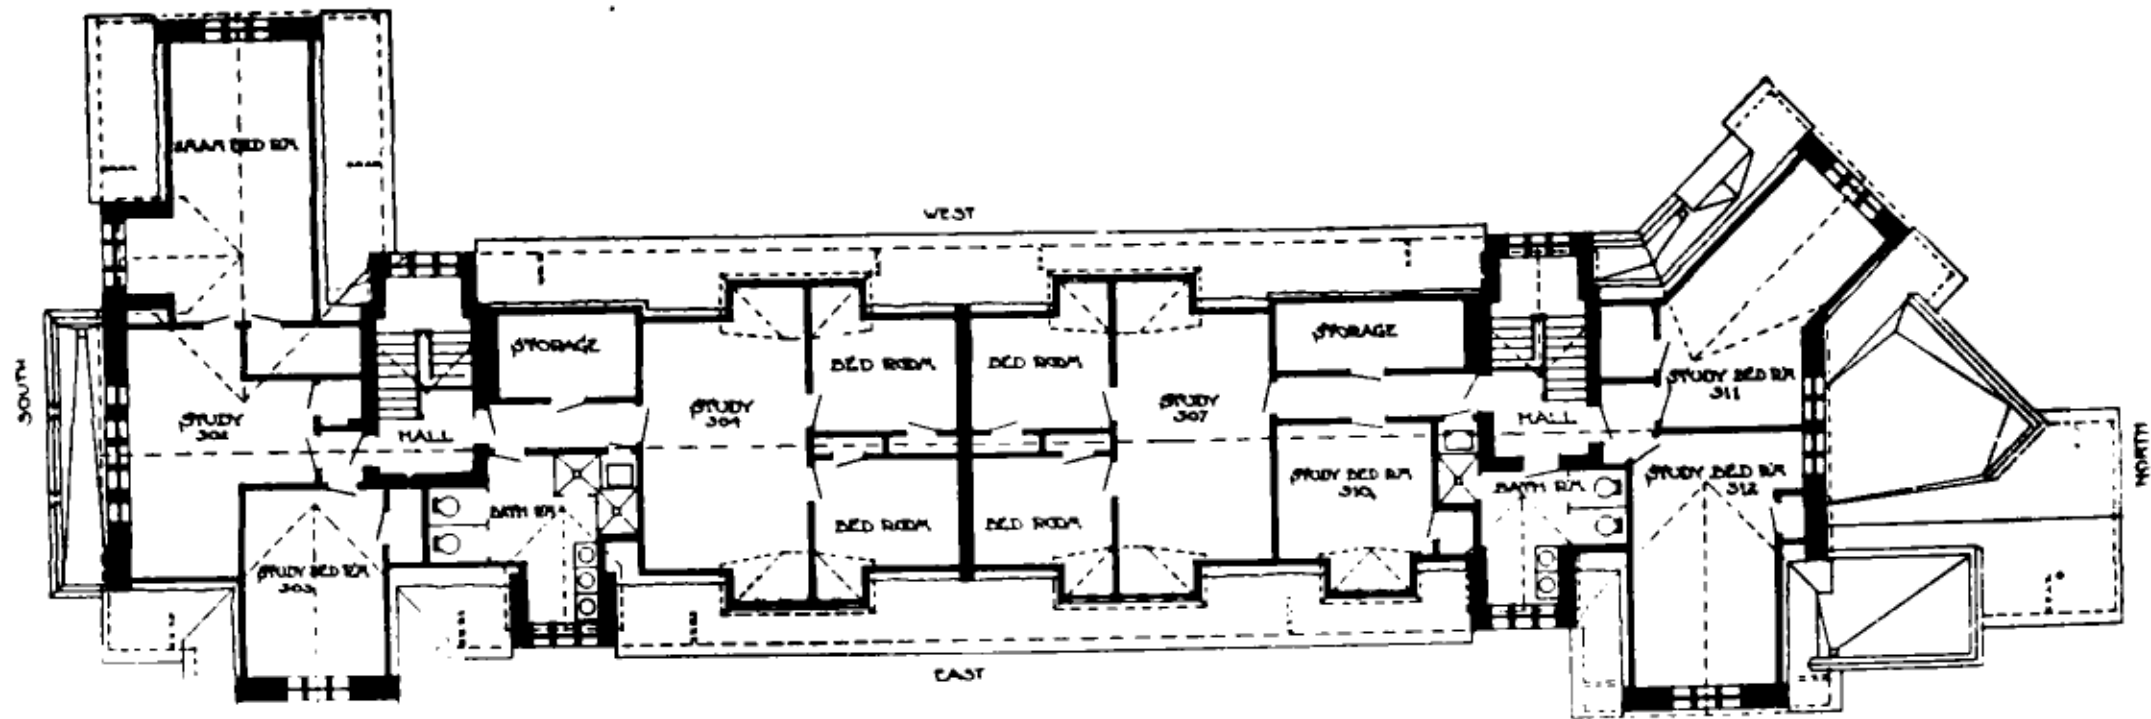 BED RM
WEST
STORAGE
BED ROOM
BED ROOM
STORAGE
STUDY BED RM
311
SOUTH
STUDY
302
STUDY
304
STUDY
307
HALL
HALL
NORTH
STUDY BED RM
310
STUDY BED RM
312
BATH RM
BATH RM
BED ROOM
BED ROOM
STUDY BED RM
303
EAST